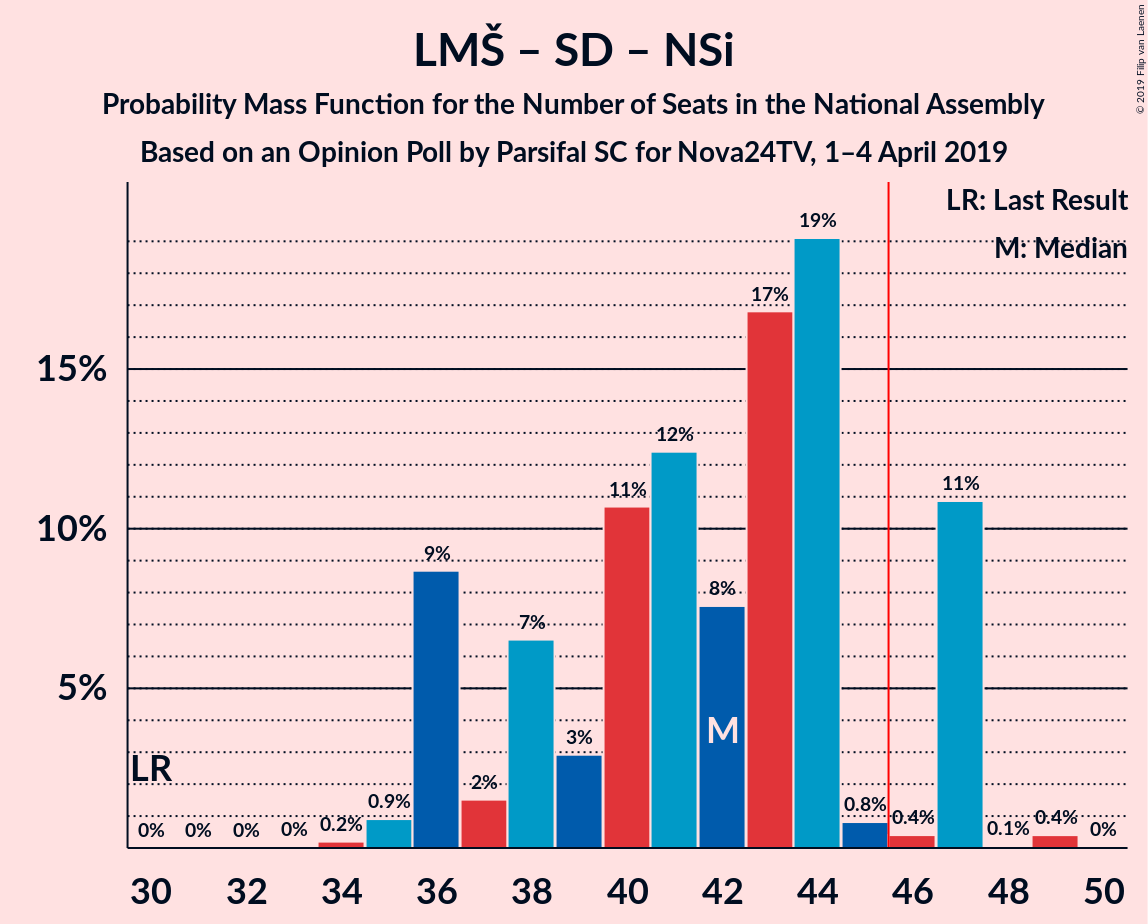 LMŠ – SD – NSi
Probability Mass Function for the Number of Seats in the National Assembly
Based on an Opinion Poll by Parsifal SC for Nova24TV, 1–4 April 2019
© 2019 Filip van Laenen
LR: Last Result
M: Median
15%
10%
5%
LR
0%
0%
0%
0%
0.2%
0.9%
9%
2%
7%
3%
11%
12%
8%
M
17%
19%
0.8%
0.4%
11%
0.1%
0.4%
0%
30 32 34 36 38 40 42 44 46 48 50